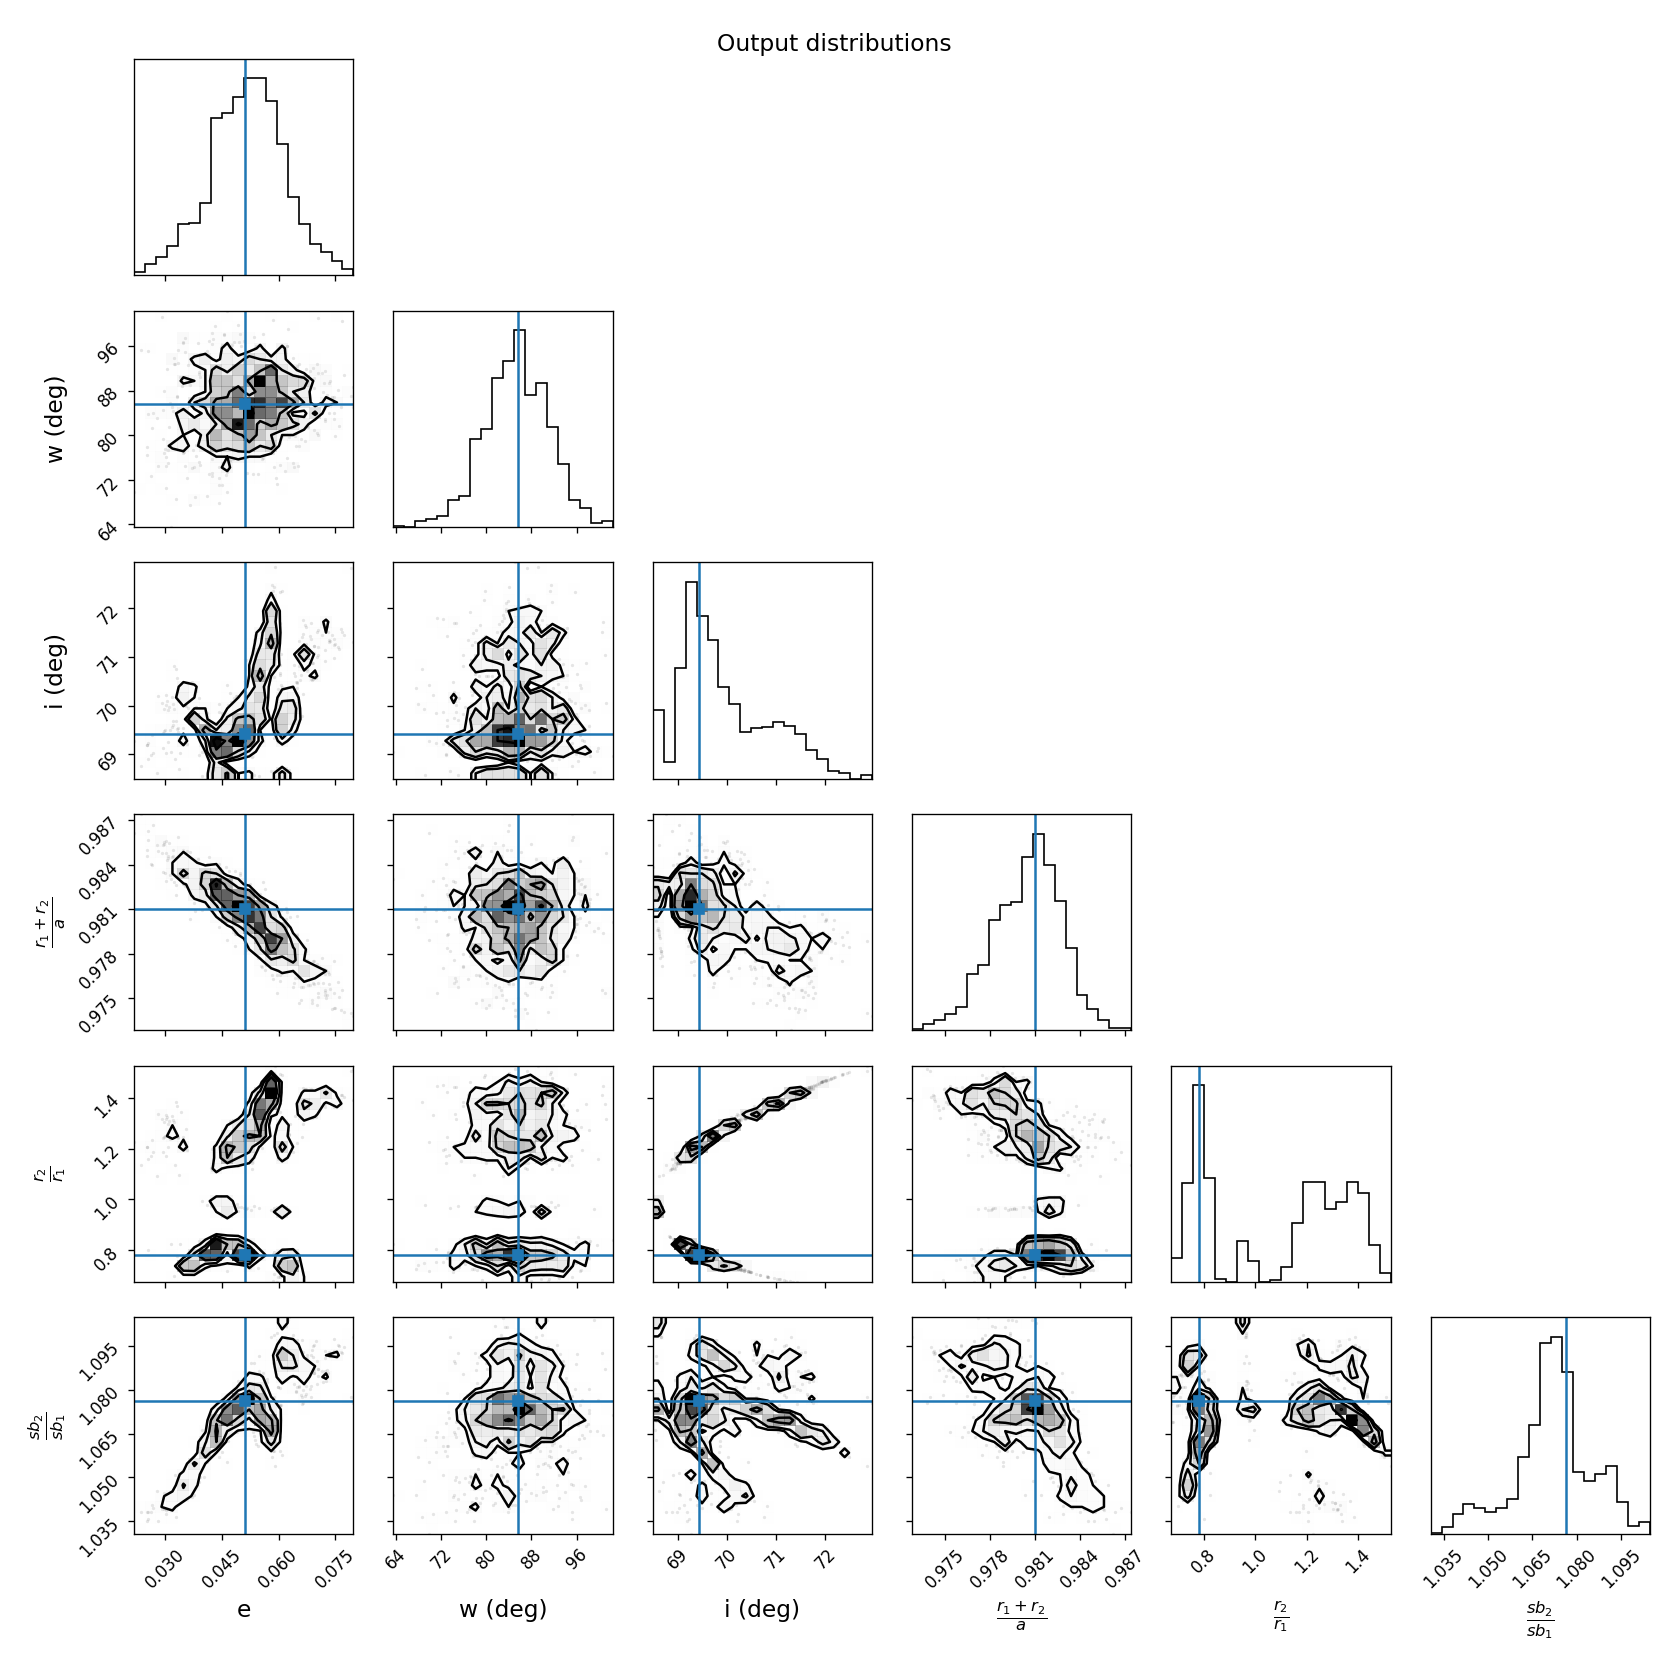 Output distributions
w (deg)
96
88
80
72
64
i (deg)
72
71
70
69
r₁ + r₂
a
0.987
0.984
0.981
0.978
0.975
r₂
r₁
1.4
1.2
1.0
0.8
sb₂
sb₁
1.095
1.080
1.065
1.050
1.035
0.030 0.045 0.060 0.075
64 72 80 88 96
69 70 71 72
0.975 0.978 0.981 0.984 0.987
0.8 1.0 1.2 1.4
1.035 1.050 1.065 1.080 1.095
e
w (deg)
i (deg)
r₁ + r₂
a
r₂
r₁
sb₂
sb₁